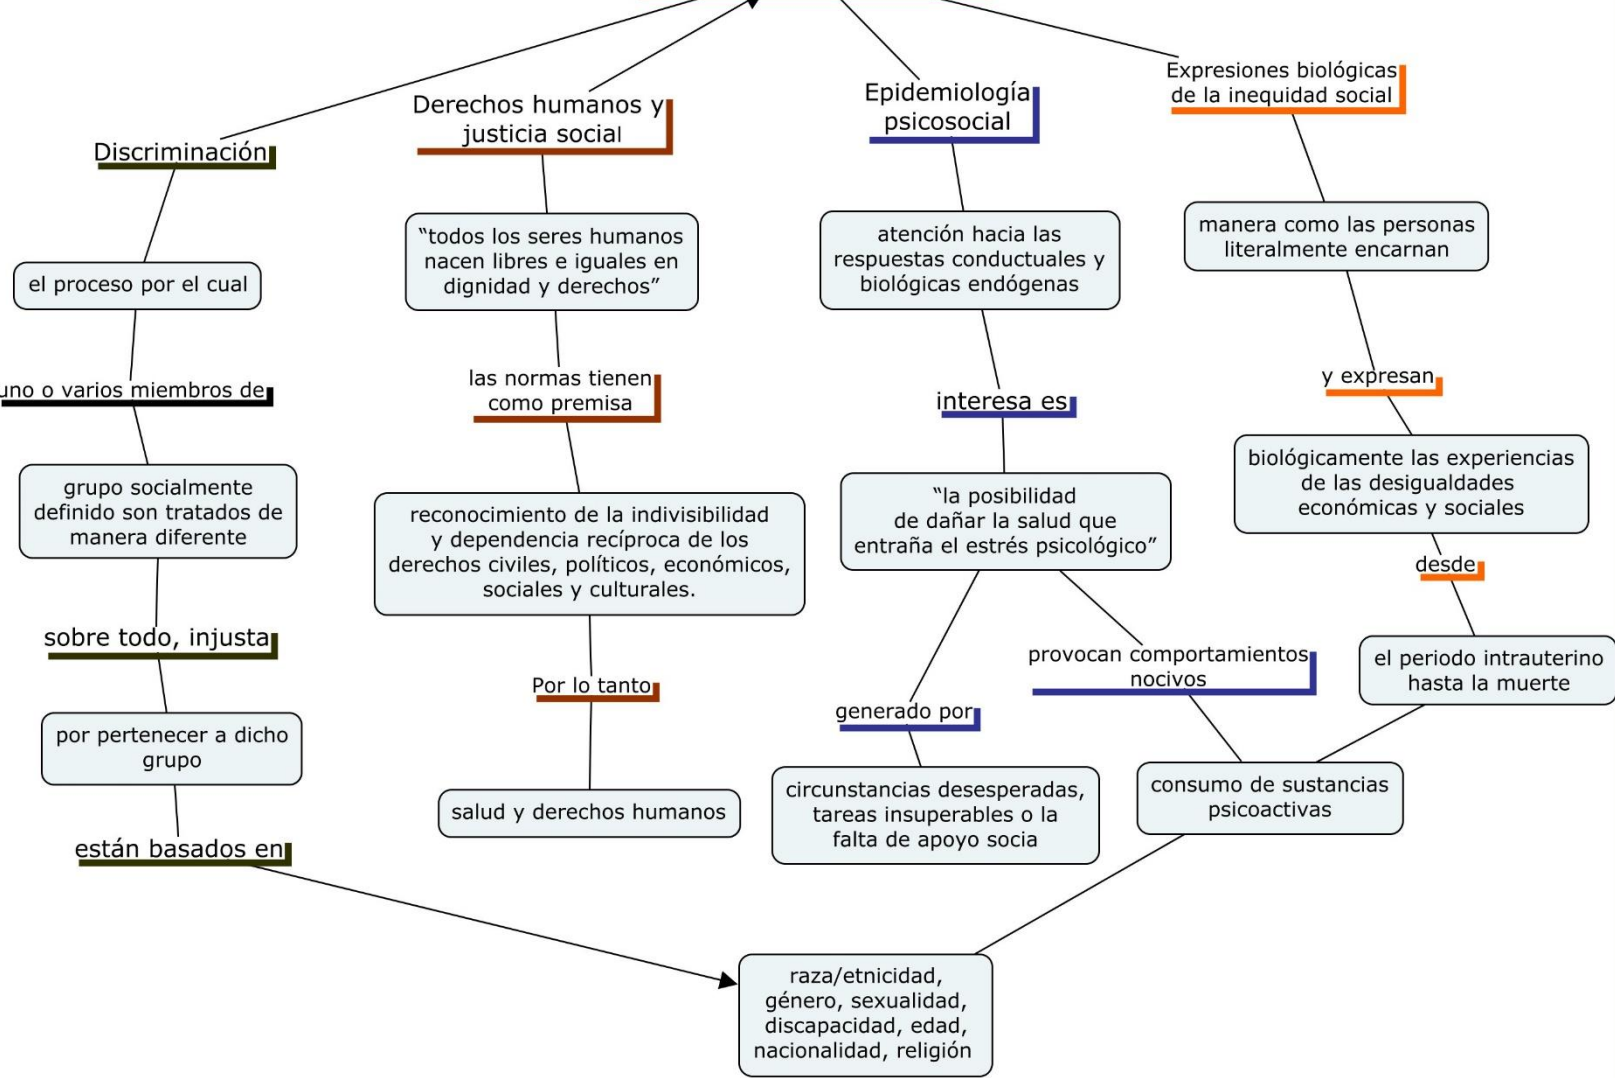 Discriminación
el proceso por el cual
uno o varios miembros de
grupo socialmente
definido son tratados de
manera diferente
sobre todo, injusta
por pertenecer a dicho
grupo
están basados en
Derechos humanos y
justicia social
“todos los seres humanos
nacen libres e iguales en
dignidad y derechos”
las normas tienen
como premisa
reconocimiento de la indivisibilidad
y dependencia recíproca de los
derechos civiles, políticos, económicos,
sociales y culturales.
Por lo tanto
salud y derechos humanos
Epidemiología
psicosocial
atención hacia las
respuestas conductuales y
biológicas endógenas
interesa es
“la posibilidad
de dañar la salud que
entraña el estrés psicológico”
generado por
circunstancias desesperadas,
tareas insuperables o la
falta de apoyo socia
provocan comportamientos
nocivos
consumo de sustancias
psicoactivas
Expresiones biológicas
de la inequidad social
manera como las personas
literalmente encarnan
y expresan
biológicamente las experiencias
de las desigualdades
económicas y sociales
desde
el periodo intrauterino
hasta la muerte
raza/etnicidad,
género, sexualidad,
discapacidad, edad,
nacionalidad, religión